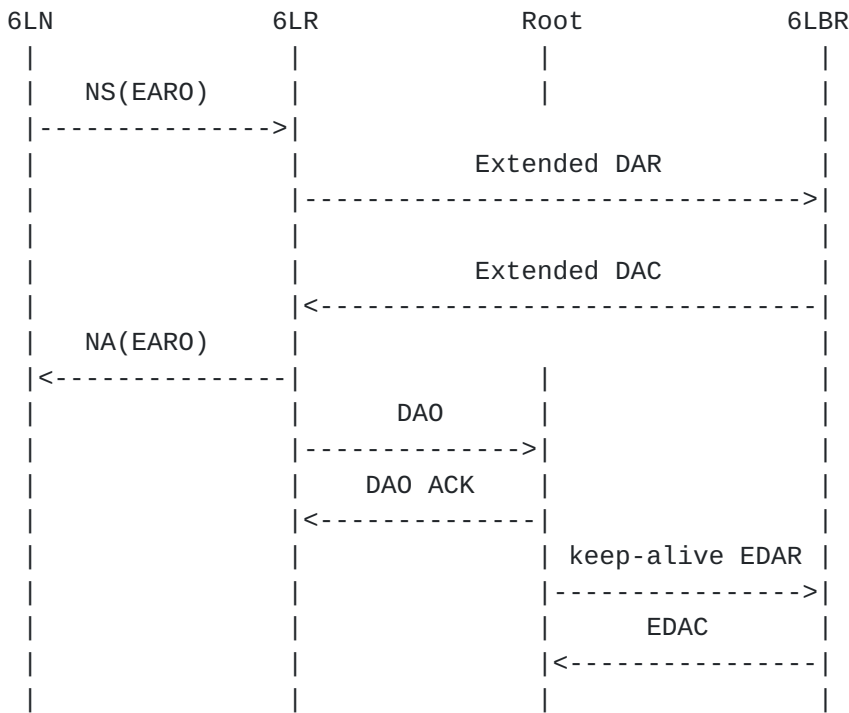 6LN 6LR Root 6LBR
NS(EARO)
Extended DAR
Extended DAC
NA(EARO)
DAO
DAO ACK
keep-alive EDAR
EDAC